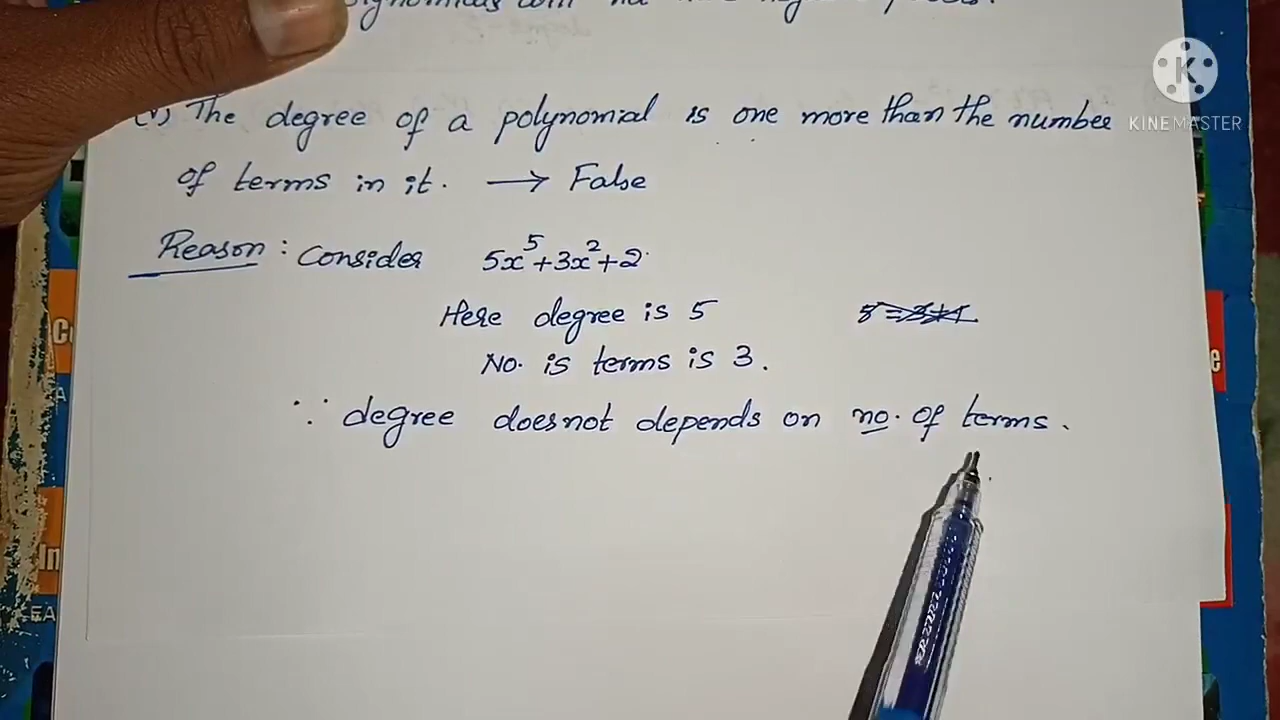 (v) The degree of a polynomial is one more than the number
of terms in it. → False
Reason : Consider 5x⁵+3x²+2
Here degree is 5
No. is terms is 3.
∵ degree does not depends on no. of terms.
K
KINEMASTER